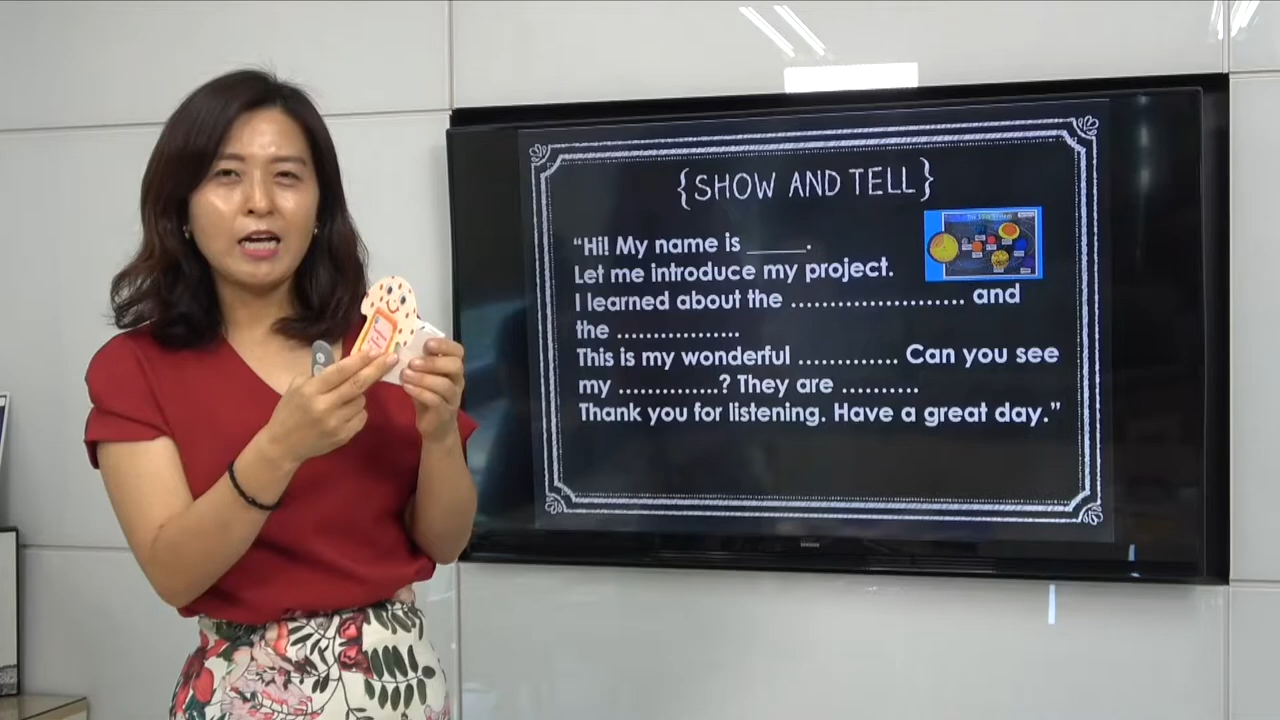 {SHOW AND TELL}
“Hi! My name is _____.
Let me introduce my project.
I learned about the ...................... and
the ................
This is my wonderful ............. Can you see
my .............? They are ..........
Thank you for listening. Have a great day.”
SAMSUNG